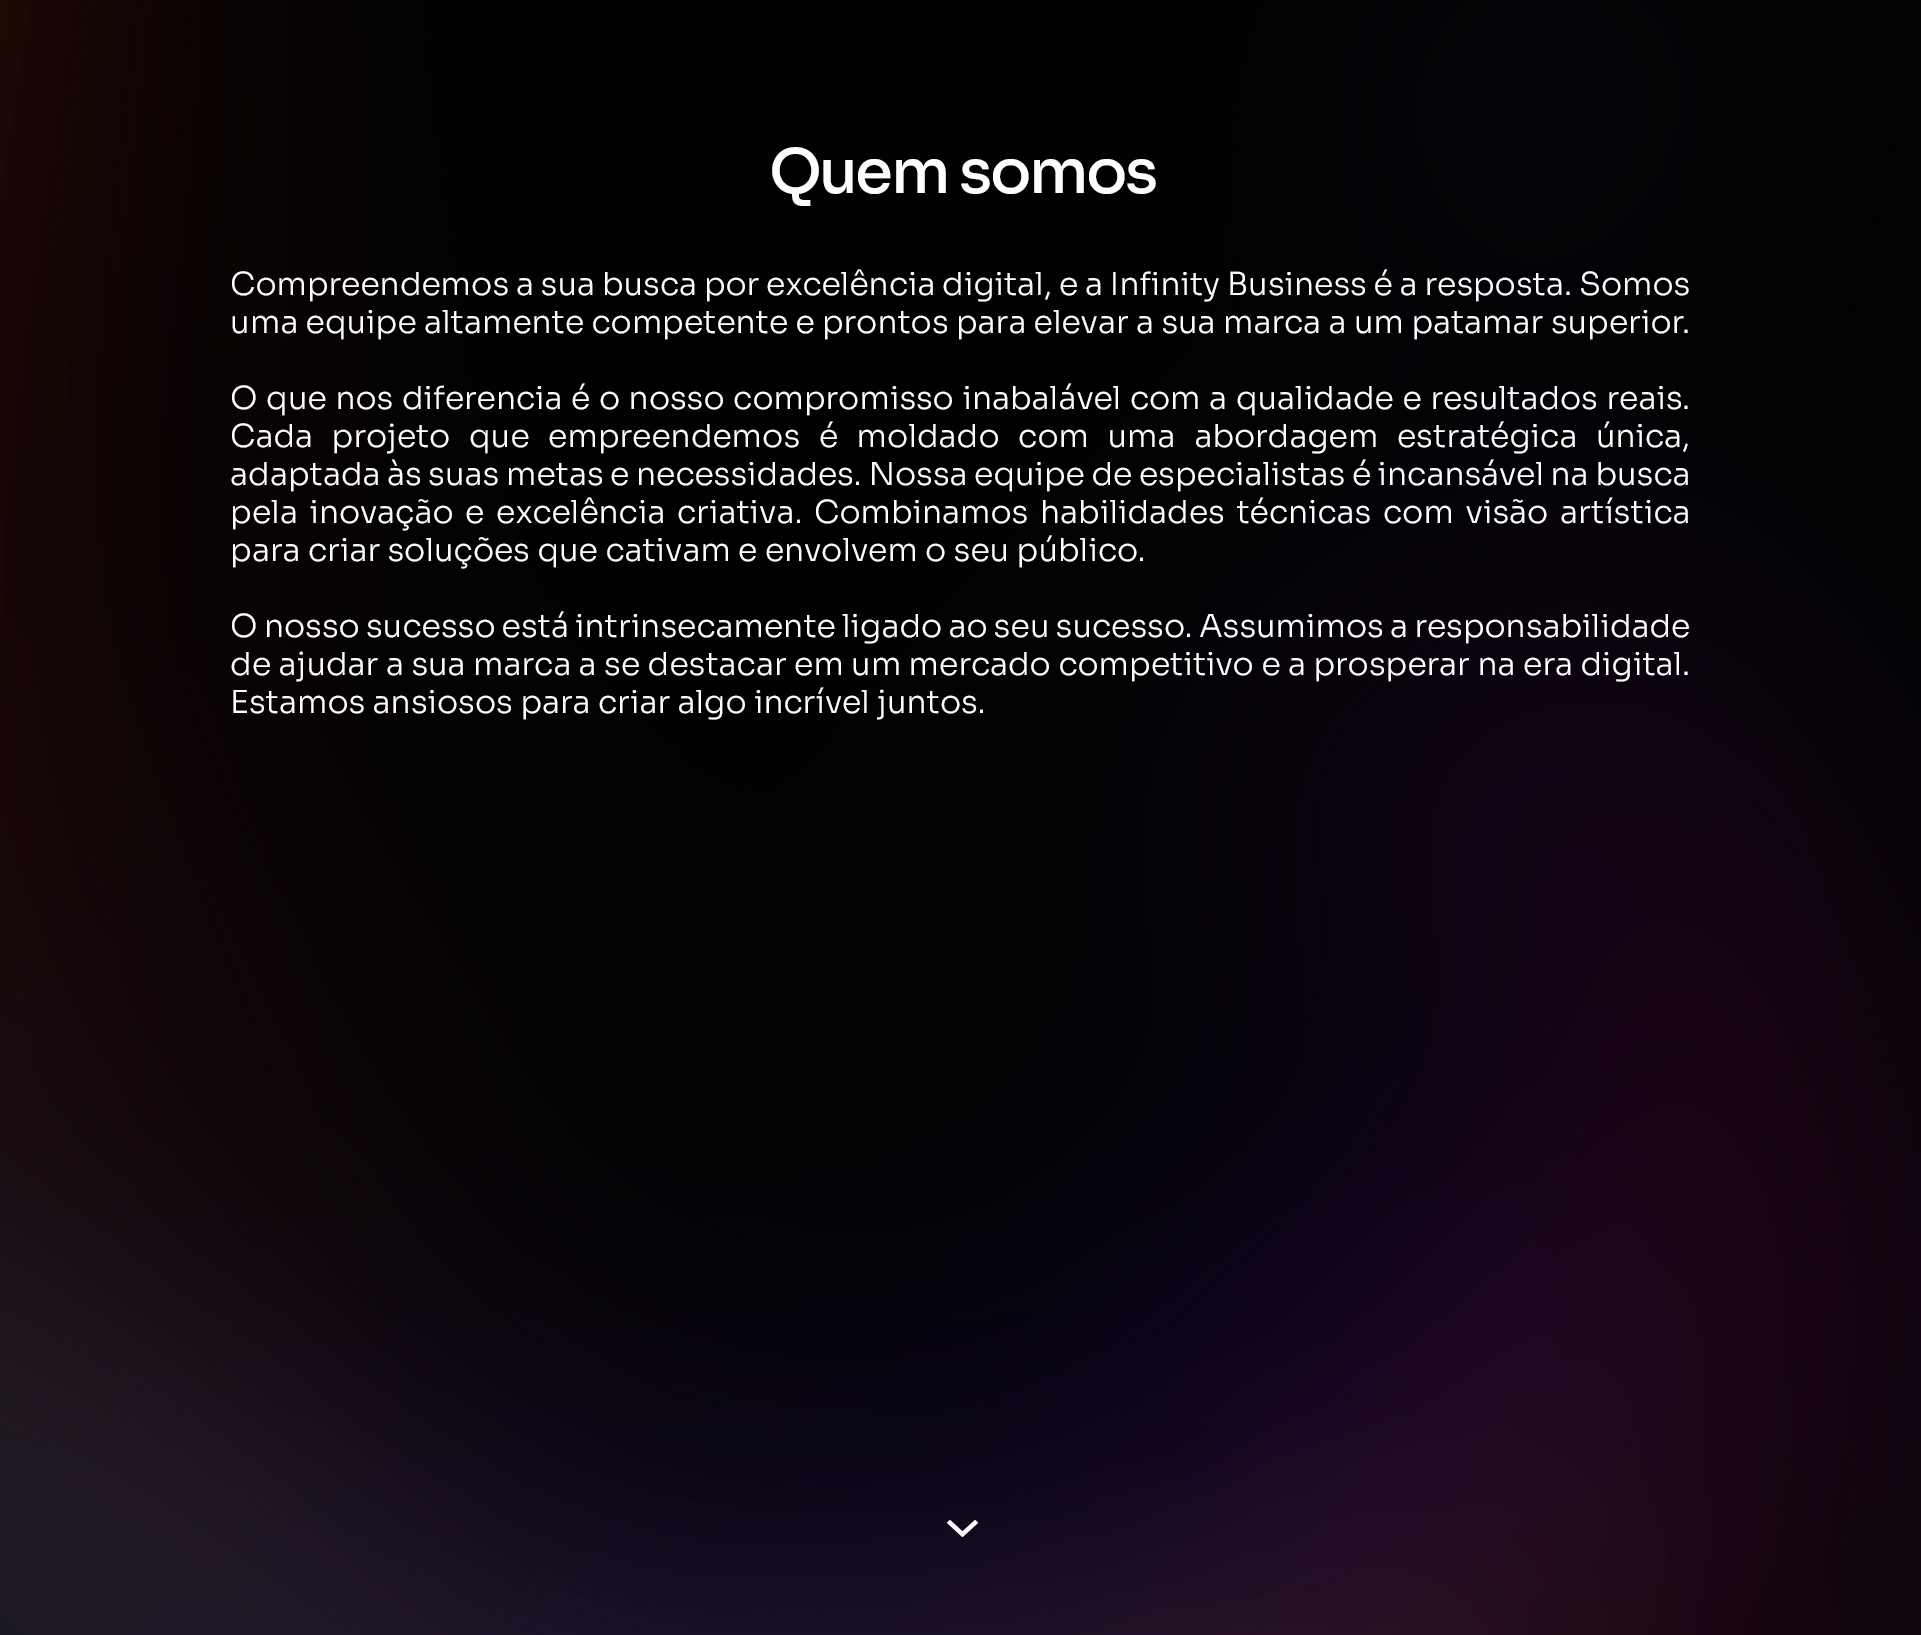 Quem somos
Compreendemos a sua busca por excelência digital, e a Infinity Business é a resposta. Somos
uma equipe altamente competente e prontos para elevar a sua marca a um patamar superior.
O que nos diferencia é o nosso compromisso inabalável com a qualidade e resultados reais.
Cada projeto que empreendemos é moldado com uma abordagem estratégica única,
adaptada às suas metas e necessidades. Nossa equipe de especialistas é incansável na busca
pela inovação e excelência criativa. Combinamos habilidades técnicas com visão artística
para criar soluções que cativam e envolvem o seu público.
O nosso sucesso está intrinsecamente ligado ao seu sucesso. Assumimos a responsabilidade
de ajudar a sua marca a se destacar em um mercado competitivo e a prosperar na era digital.
Estamos ansiosos para criar algo incrível juntos.